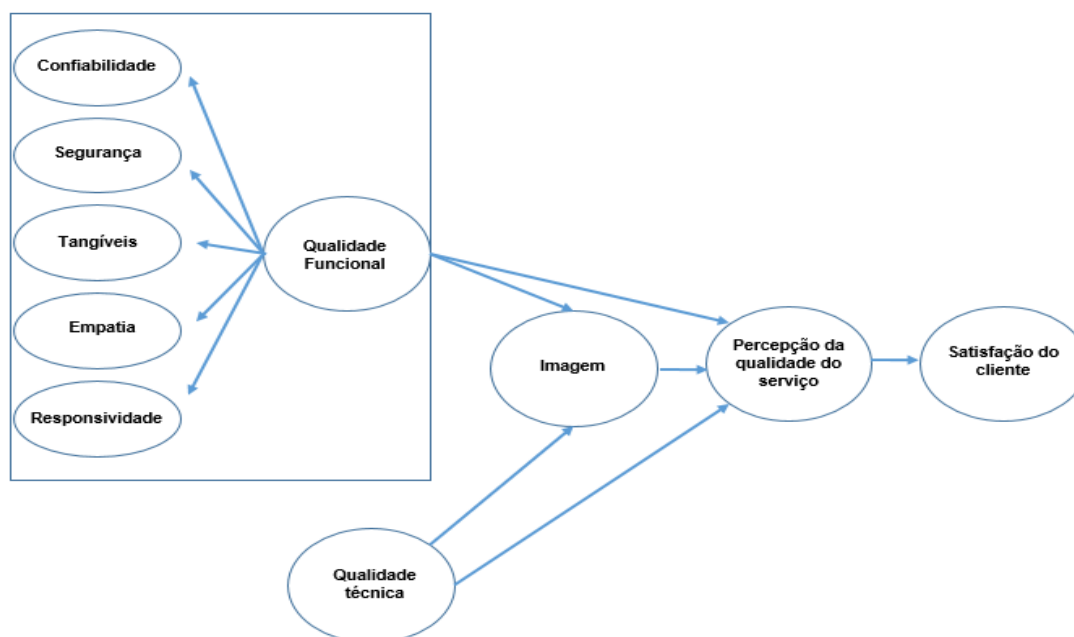 Confiabilidade
Segurança
Tangíveis
Empatia
Responsividade
Qualidade
Funcional
Imagem
Percepção da
qualidade do
serviço
Satisfação do
cliente
Qualidade
técnica